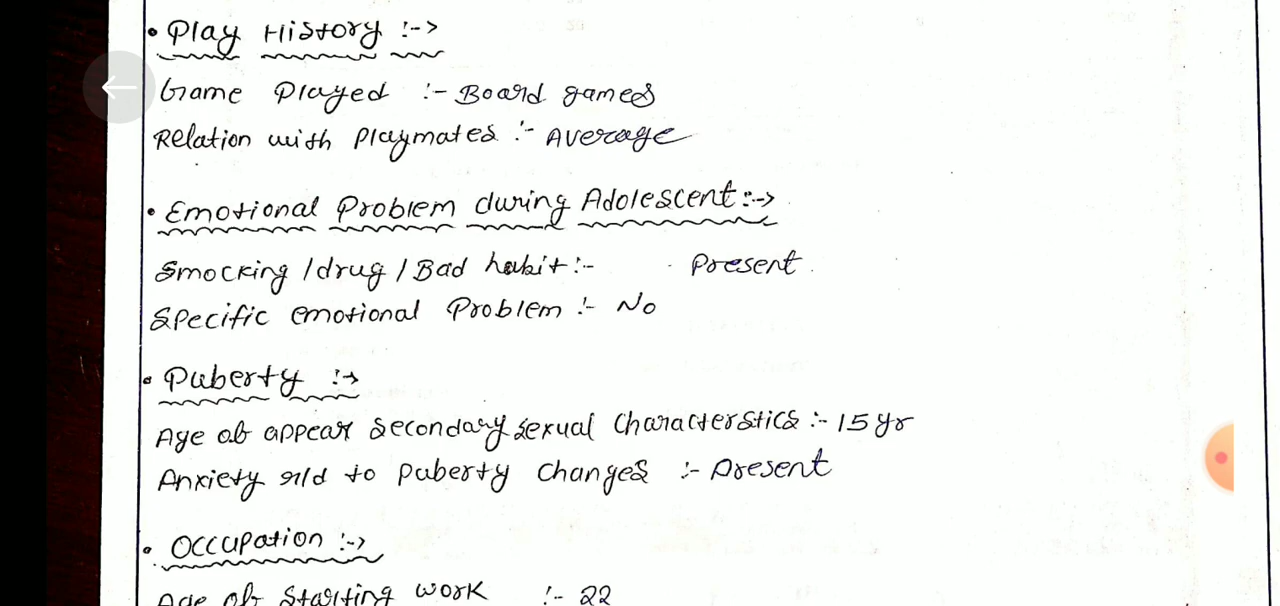 • Play History :->
Game Played :- Board games
Relation with Playmates :- Average
• Emotional Problem during Adolescent :->
Smocking / drug / Bad habit :- Present
Specific emotional Problem :- No
• Puberty :->
Age of appear secondary sexual characterstics :- 15 yr
Anxiety r/d to puberty changes :- Present
• Occupation :->
Age of starting work :- 22